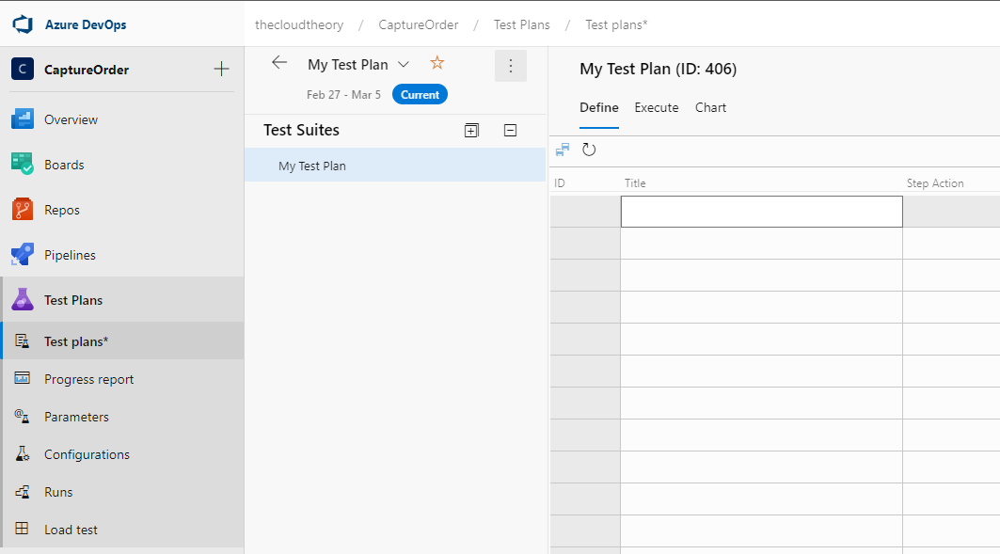 Azure DevOps
thecloudtheory / CaptureOrder / Test Plans / Test plans*
C CaptureOrder
Overview
Boards
Repos
Pipelines
Test Plans
Test plans*
Progress report
Parameters
Configurations
Runs
Load test
My Test Plan
Feb 27 - Mar 5 Current
Test Suites
My Test Plan
My Test Plan (ID: 406)
Define Execute Chart
ID Title Step Action